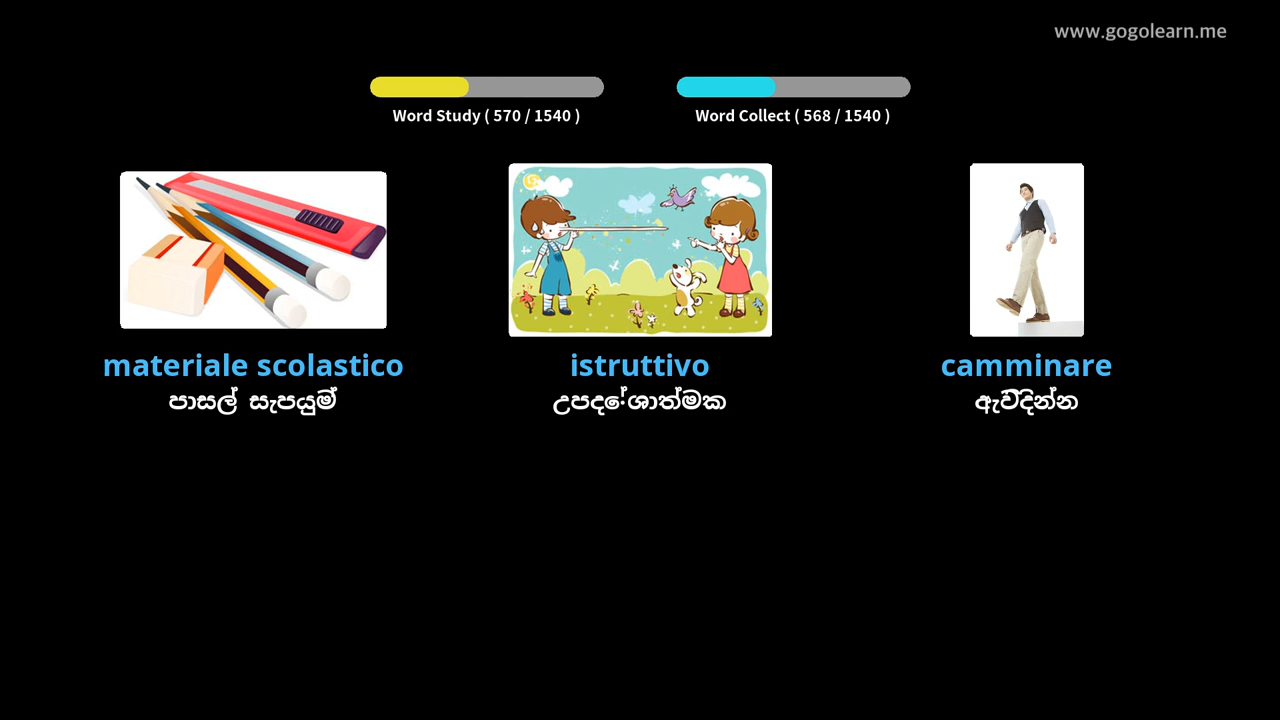 www.gogolearn.me
Word Study ( 570 / 1540 )
Word Collect ( 568 / 1540 )
materiale scolastico
istruttivo
camminare
පාසල් සැපයුම්
උපදේශාත්මක
ඇවිදින්න